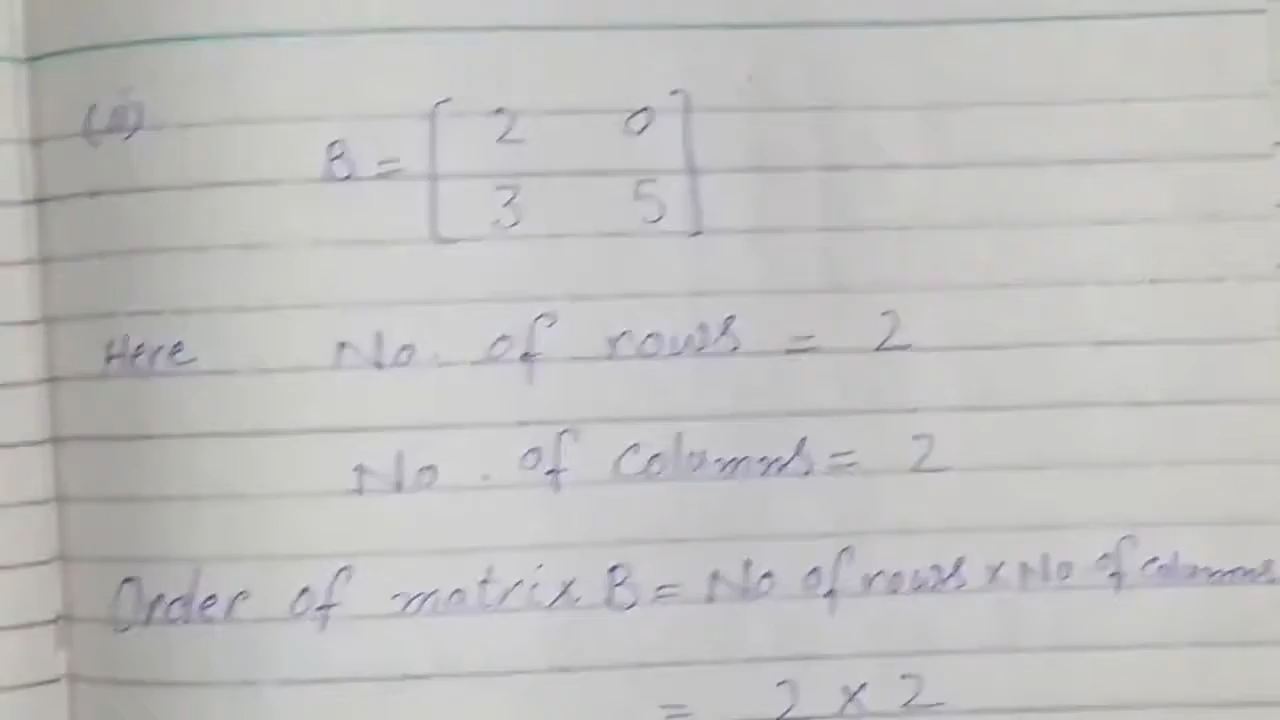 B = [ 2 0
3 5 ]
Here No. of rows = 2
No. of columns = 2
Order of matrix B = No of rows x No of columns
= 2 x 2